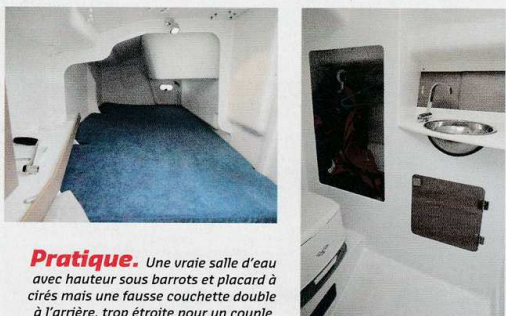 Pratique. Une vraie salle d'eau
avec hauteur sous barrots et placard à
cirés mais une fausse couchette double
à l'arrière, trop étroite pour un couple.